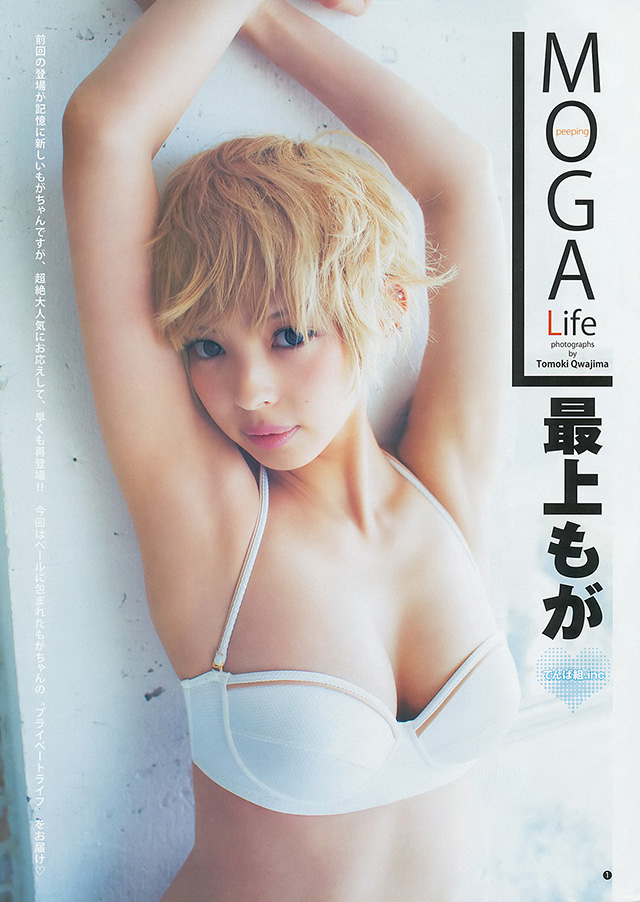 MOGA
peeping
Life
photographs
by
Tomoki Qwajima
最上もが
でんぱ組.inc
前回の登場が記憶に新しいもがちゃんですが、超絶大人気にお応えして、早くも再登場!! 今回はベールに包まれたもがちゃんの“プライベートライフ”をお届け♡
1